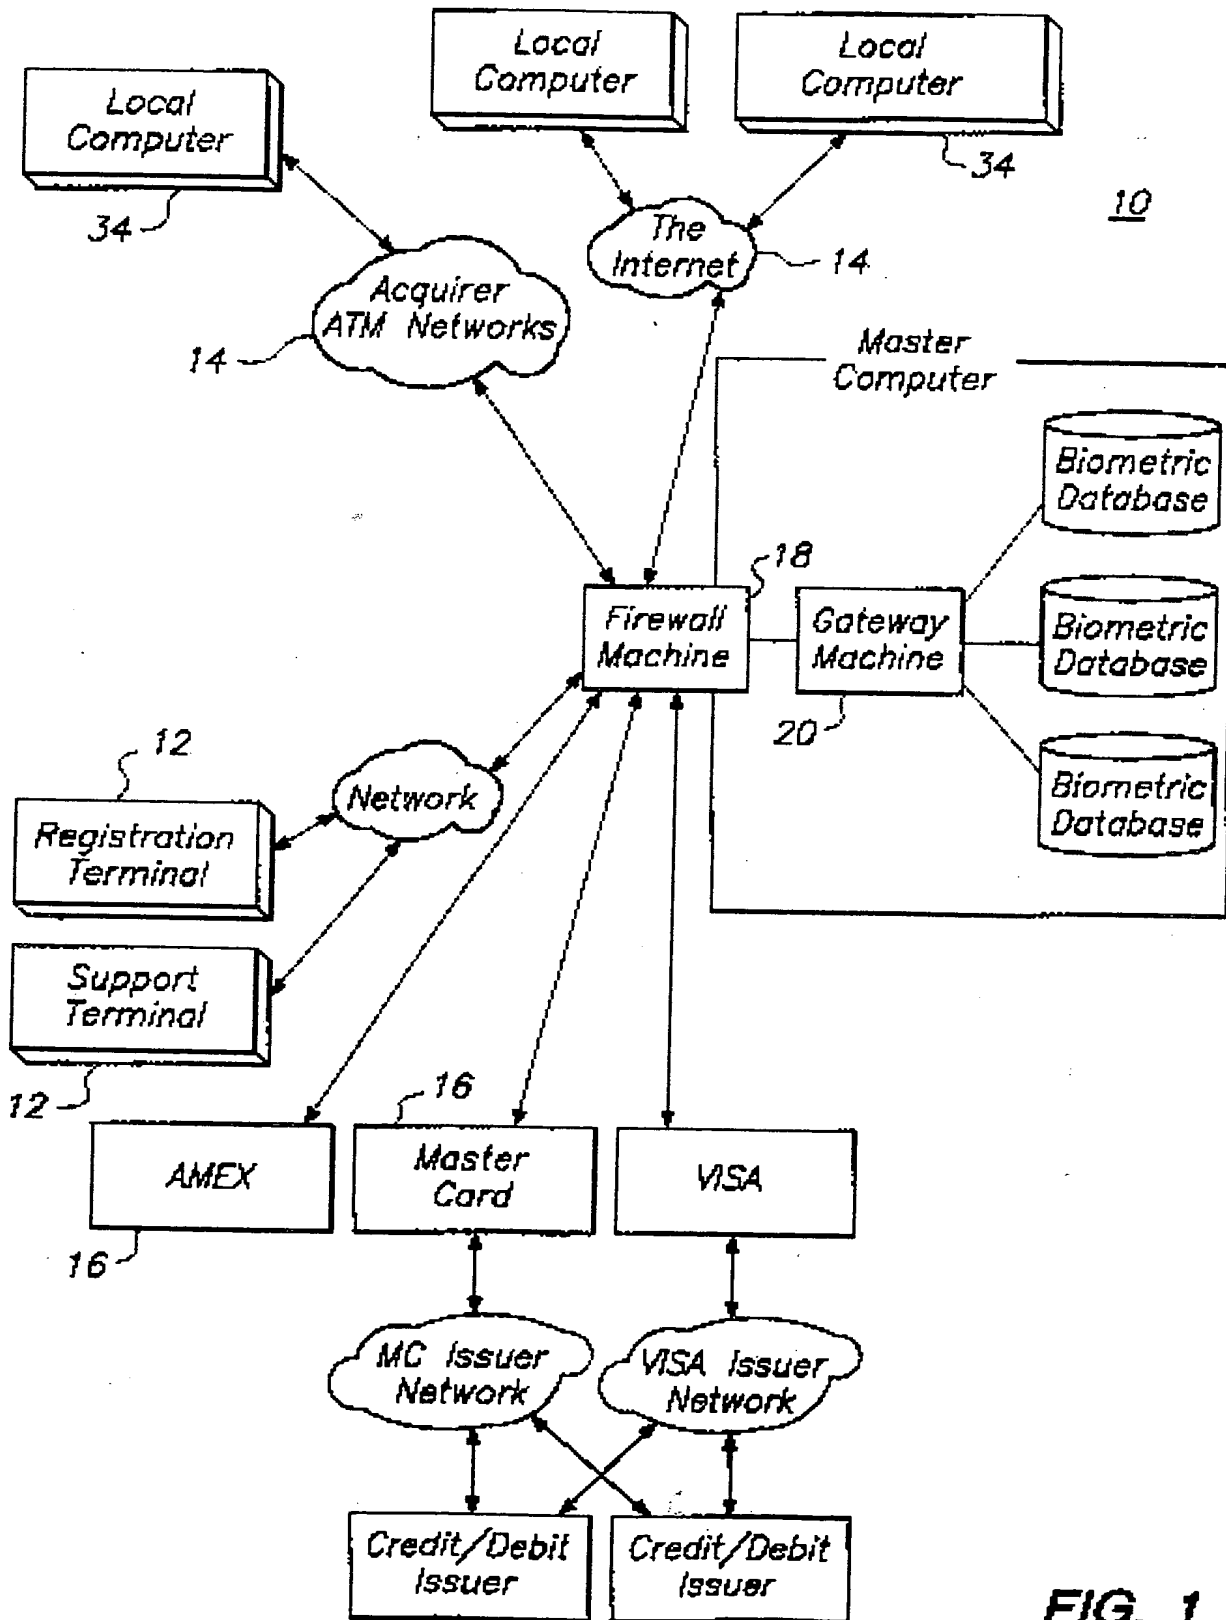 Local
Computer
34
Local
Computer
Local
Computer
34
10
The
Internet
14
Acquirer
ATM Networks
14
Master
Computer
Biometric
Database
18
Firewall
Machine
Gateway
Machine
20
Biometric
Database
Biometric
Database
12
Network
Registration
Terminal
Support
Terminal
12
16
AMEX
16
Master
Card
VISA
MC Issuer
Network
VISA Issuer
Network
Credit/Debit
Issuer
Credit/Debit
Issuer
FIG. 1